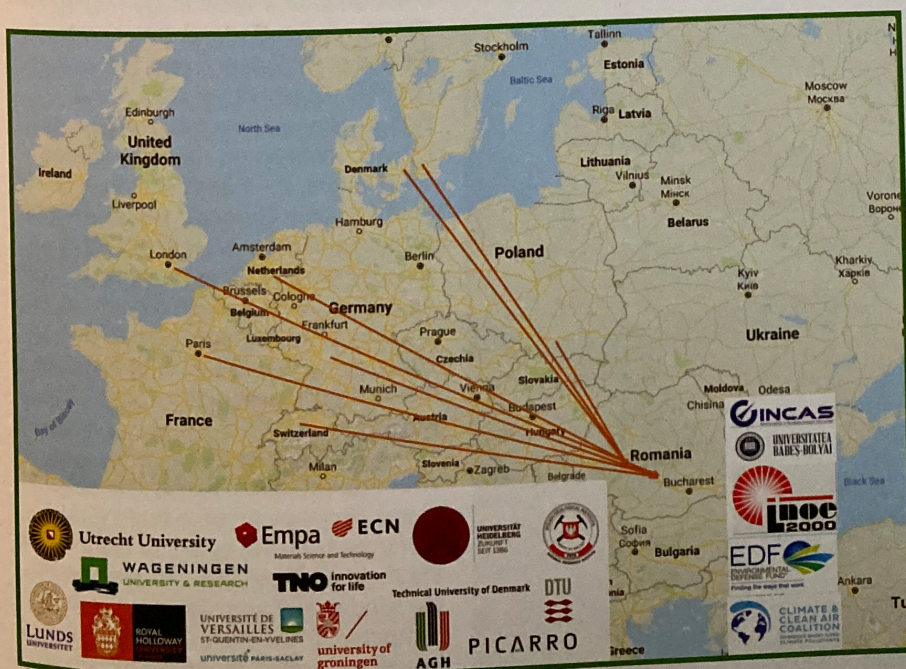 Stockholm
Tallinn
Estonia
Baltic Sea
Moscow
Москва
Edinburgh
North Sea
Riga
Latvia
United
Kingdom
Ireland
Denmark
Lithuania
Vilnius
Minsk
Мінск
Liverpool
Belarus
Hamburg
London
Amsterdam
Berlin
Poland
Netherlands
Kyiv
Київ
Kharkiv
Харків
Brussels
Cologne
Germany
Belgium
Frankfurt
Luxembourg
Prague
Ukraine
Paris
Czechia
Munich
Vienna
Slovakia
Moldova
Odesa
Budapest
France
Austria
Switzerland
Hungary
Slovenia
Zagreb
Milan
Belgrade
Romania
Bucharest
Black Sea
Sofia
София
Bulgaria
Ankara
Greece
INCAS
UNIVERSITATEA
BABEȘ-BOLYAI
inoe
2000
EDF
ENVIRONMENTAL
DEFENSE FUND
Finding the ways that work
CLIMATE &
CLEAN AIR
COALITION
Utrecht University
Empa
Materials Science and Technology
ECN
UNIVERSITÄT
HEIDELBERG
ZUKUNFT
SEIT 1386
WAGENINGEN
UNIVERSITY & RESEARCH
TNO innovation
for life
Technical University of Denmark
DTU
LUNDS
UNIVERSITET
ROYAL
HOLLOWAY
UNIVERSITÉ DE
VERSAILLES
ST-QUENTIN-EN-YVELINES
université PARIS-SACLAY
university of
groningen
AGH
PICARRO